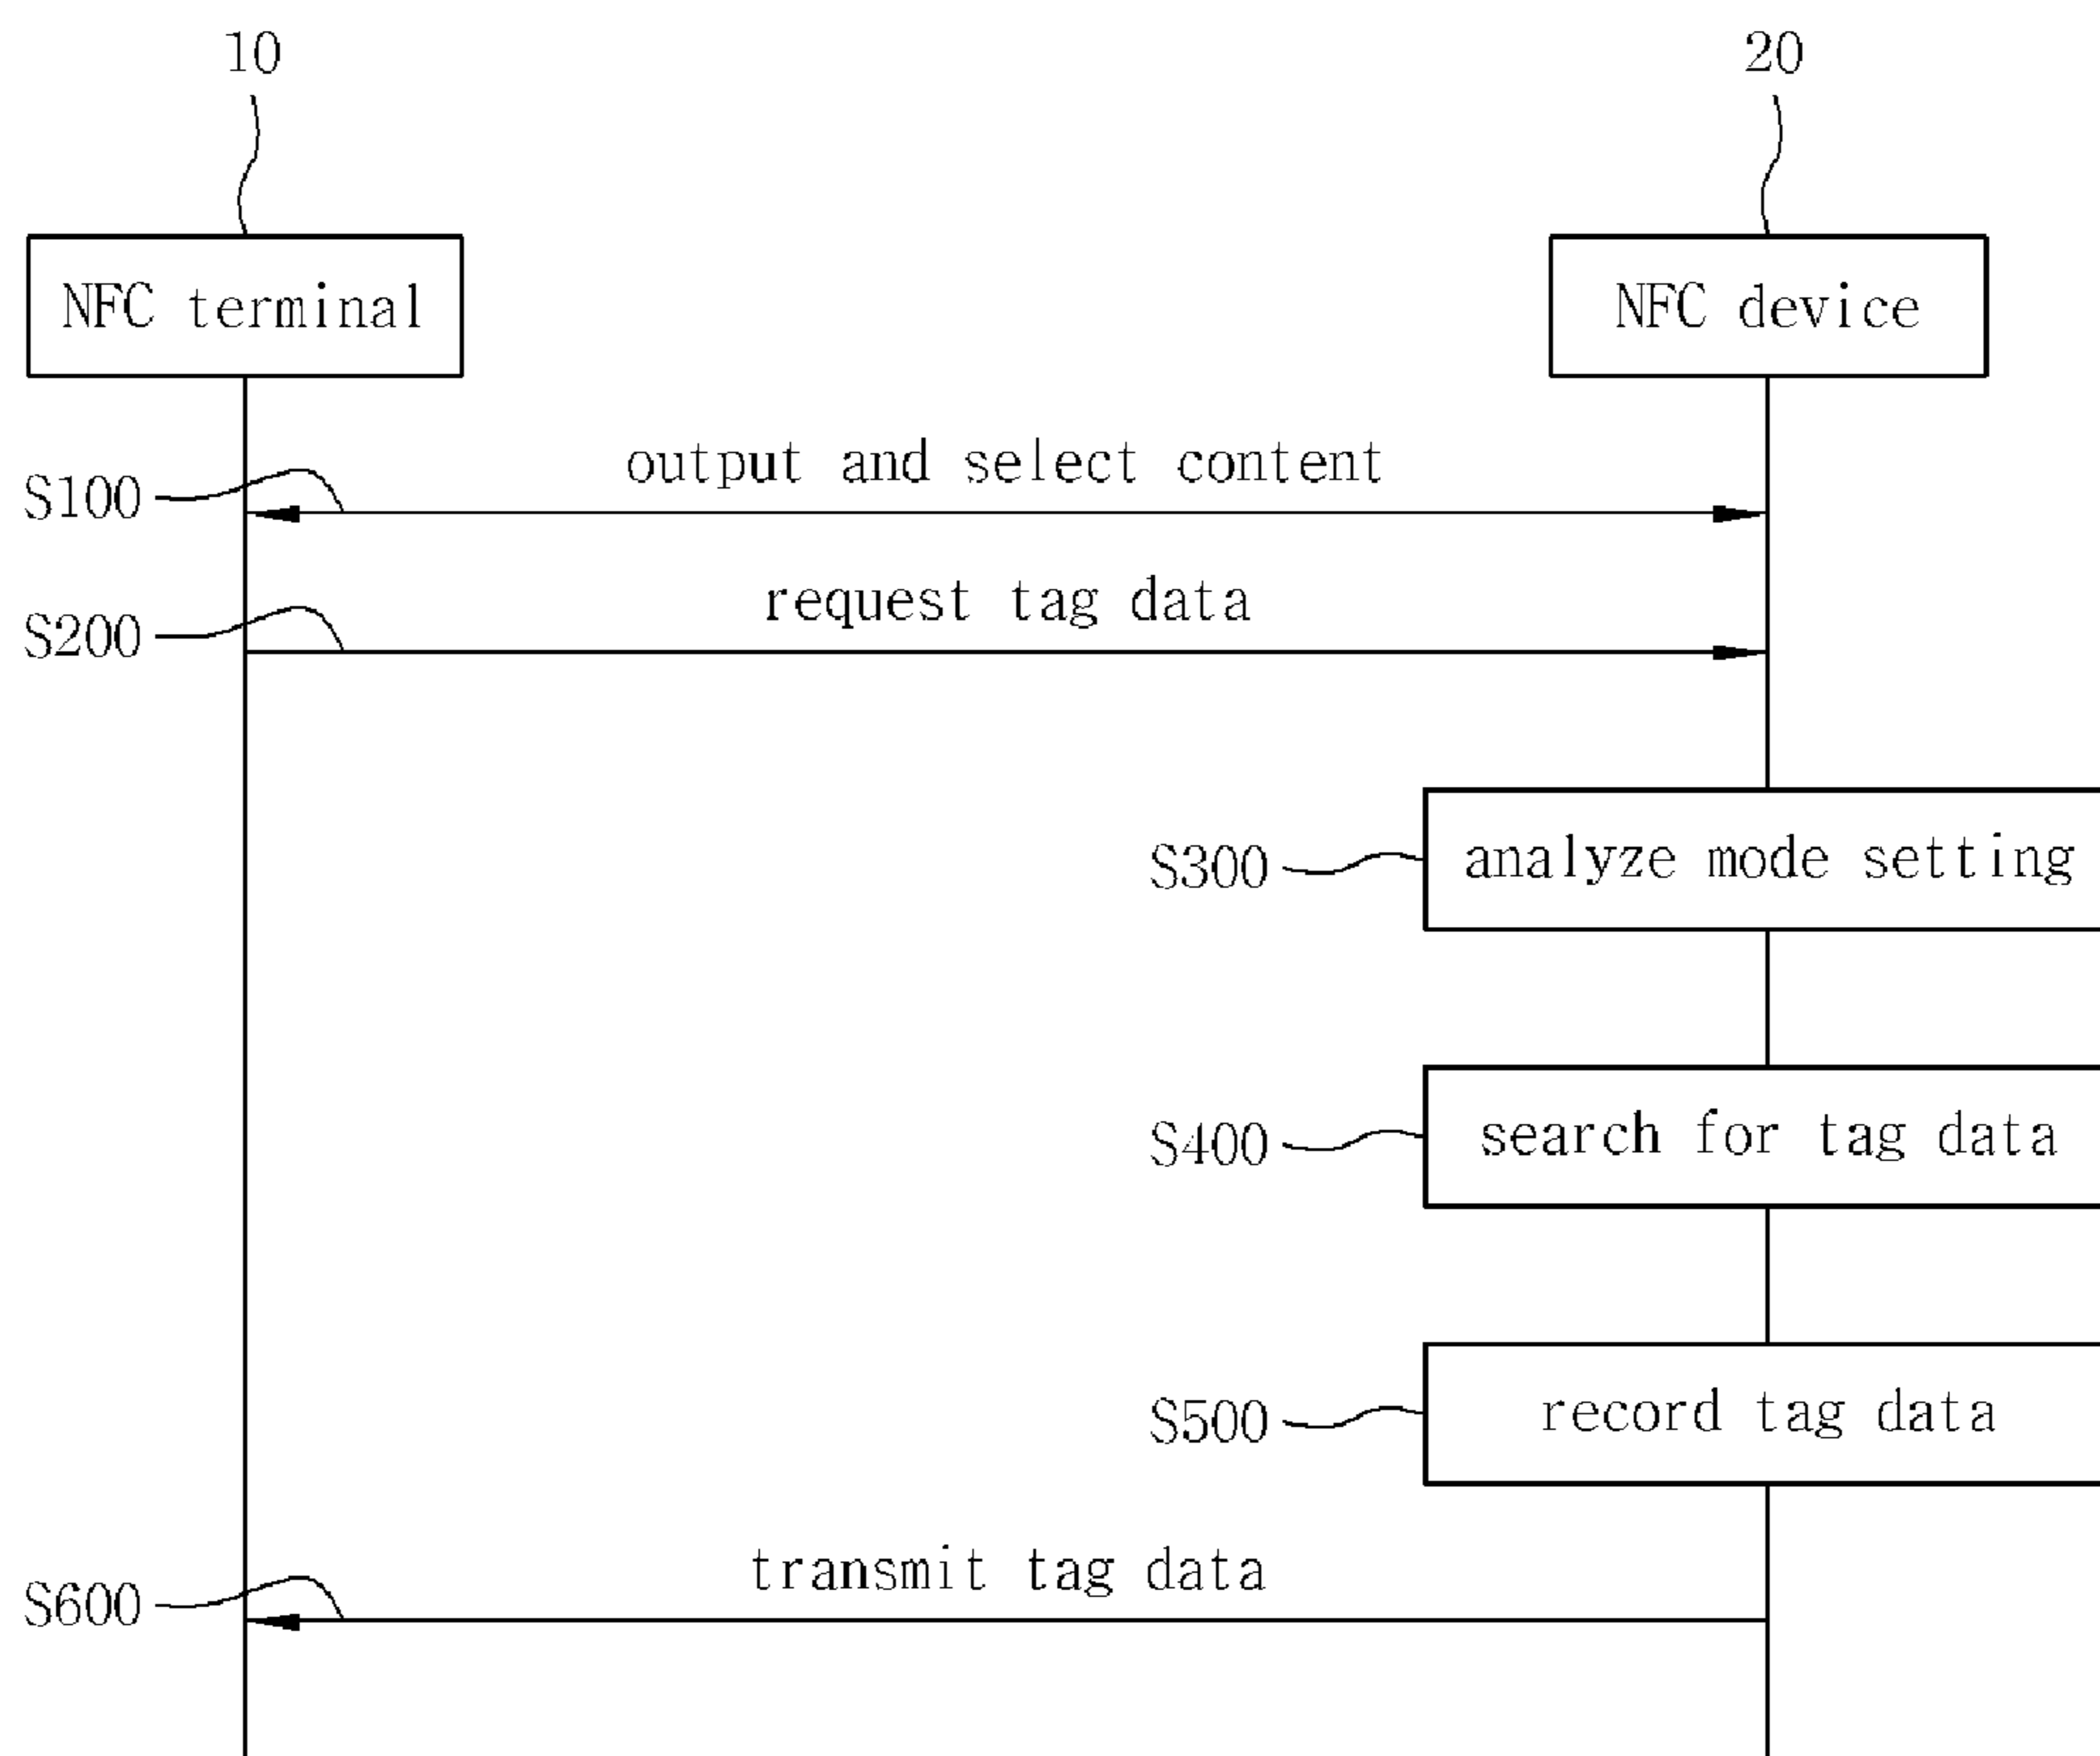 10
20
NFC terminal
NFC device
output and select content
S100
request tag data
S200
S300
analyze mode setting
S400
search for tag data
S500
record tag data
transmit tag data
S600